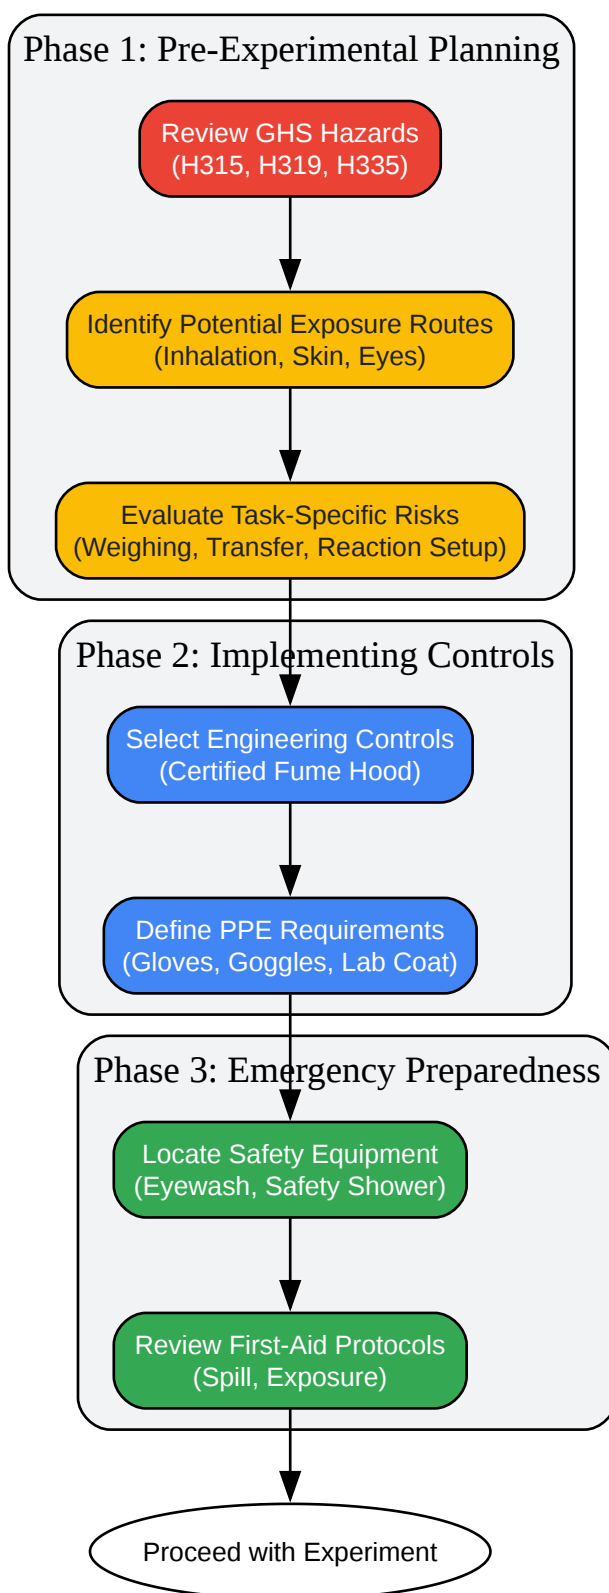 Phase 1: Pre-Experimental Planning
Review GHS Hazards
(H315, H319, H335)
Identify Potential Exposure Routes
(Inhalation, Skin, Eyes)
Evaluate Task-Specific Risks
(Weighing, Transfer, Reaction Setup)
Phase 2: Implementing Controls
Select Engineering Controls
(Certified Fume Hood)
Define PPE Requirements
(Gloves, Goggles, Lab Coat)
Phase 3: Emergency Preparedness
Locate Safety Equipment
(Eyewash, Safety Shower)
Review First-Aid Protocols
(Spill, Exposure)
Proceed with Experiment